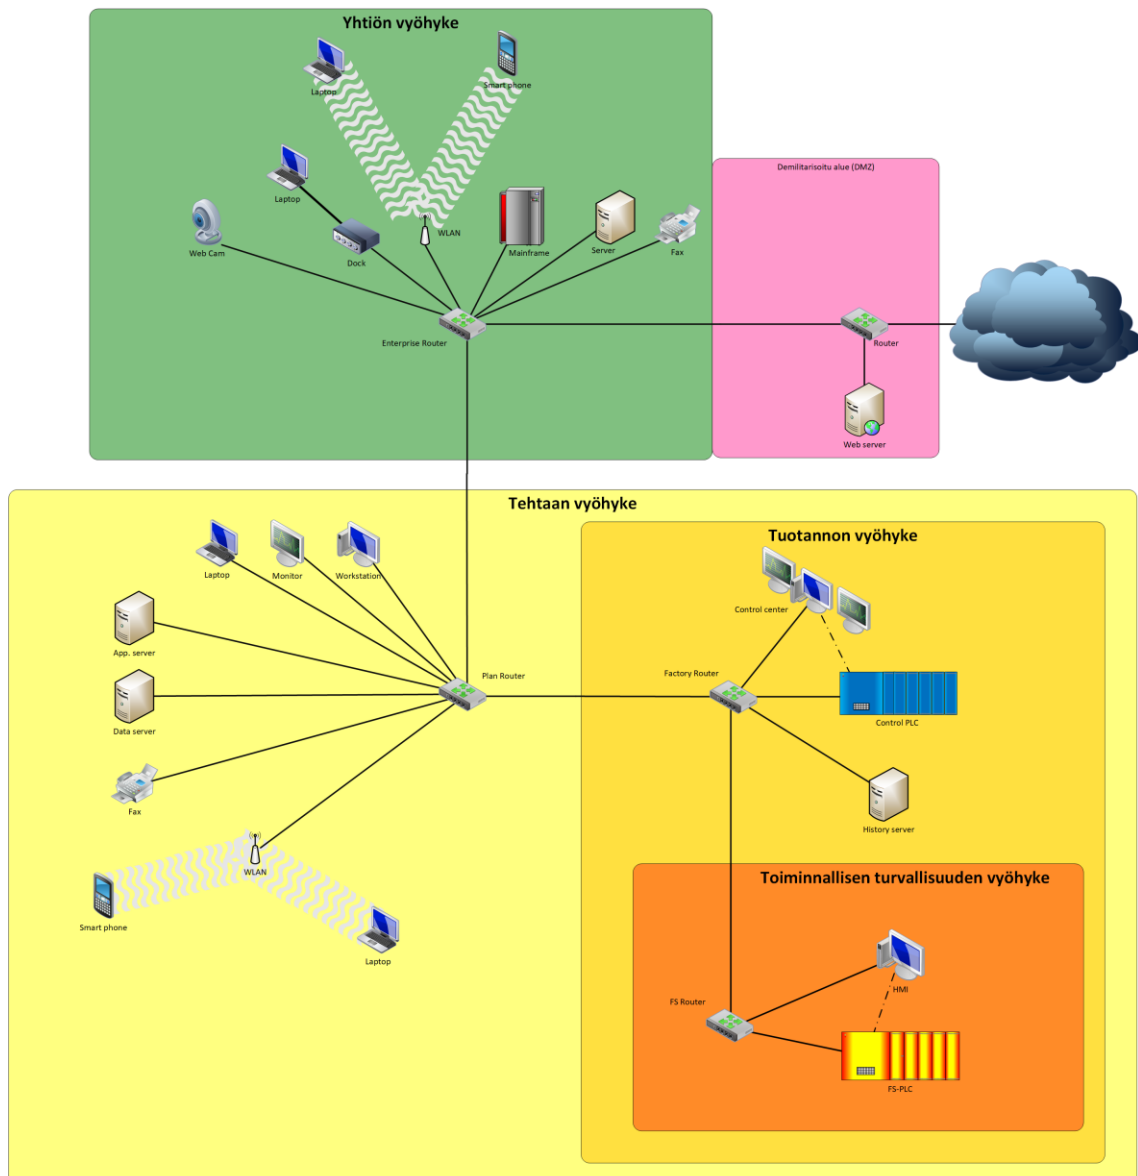 Yhtiön vyöhyke
Laptop
Smart phone
Laptop
Web Cam
Dock
WLAN
Mainframe
Server
Fax
Enterprise Router
Demilitarisoitu alue (DMZ)
Router
Web server
Tehtaan vyöhyke
Laptop
Monitor
Workstation
App. server
Data server
Fax
WLAN
Smart phone
Laptop
Plan Router
Tuotannon vyöhyke
Control center
Factory Router
Control PLC
History server
Toiminnallisen turvallisuuden vyöhyke
HMI
FS Router
FS-PLC